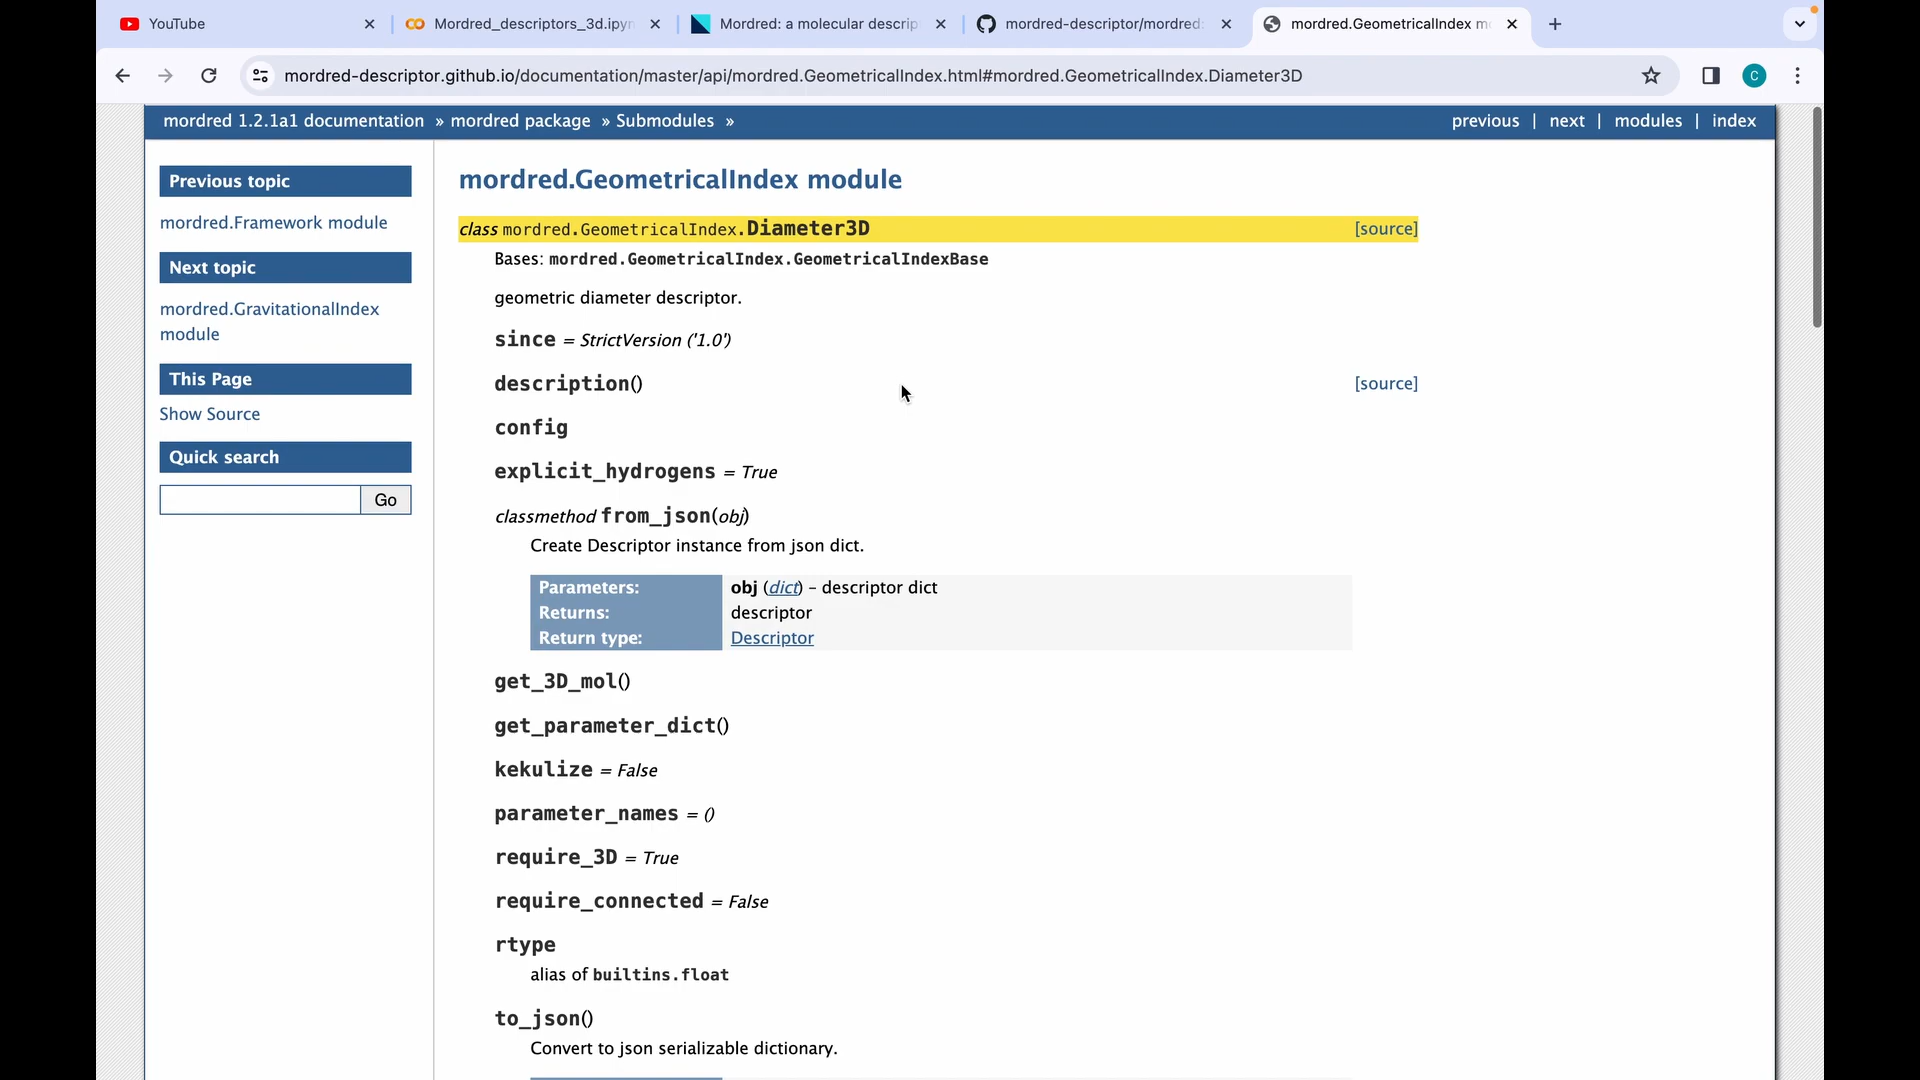 YouTube
Mordred_descriptors_3d.ipyn
Mordred: a molecular descrip
mordred-descriptor/mordred:
mordred.GeometricalIndex m
mordred-descriptor.github.io/documentation/master/api/mordred.GeometricalIndex.html#mordred.GeometricalIndex.Diameter3D
C
mordred 1.2.1a1 documentation » mordred package » Submodules »
previous | next | modules | index
Previous topic
mordred.Framework module
Next topic
mordred.GravitationalIndex
module
This Page
Show Source
Quick search
Go
mordred.GeometricalIndex module
class mordred.GeometricalIndex.Diameter3D [source]
Bases: mordred.GeometricalIndex.GeometricalIndexBase
geometric diameter descriptor.
since = StrictVersion ('1.0')
description() [source]
config
explicit_hydrogens = True
classmethod from_json(obj)
Create Descriptor instance from json dict.
Parameters: obj (dict) – descriptor dict
Returns: descriptor
Return type: Descriptor
get_3D_mol()
get_parameter_dict()
kekulize = False
parameter_names = ()
require_3D = True
require_connected = False
rtype
alias of builtins.float
to_json()
Convert to json serializable dictionary.